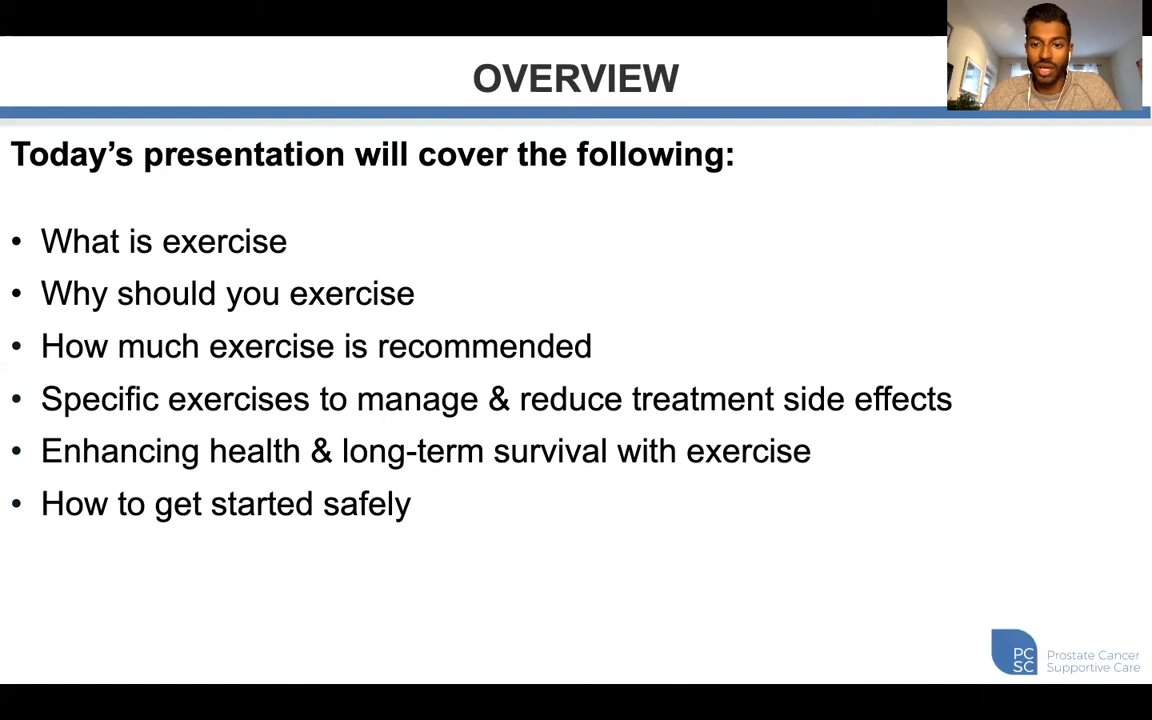 OVERVIEW
Today’s presentation will cover the following:
• What is exercise
• Why should you exercise
• How much exercise is recommended
• Specific exercises to manage & reduce treatment side effects
• Enhancing health & long-term survival with exercise
• How to get started safely
PC
SC
Prostate Cancer
Supportive Care